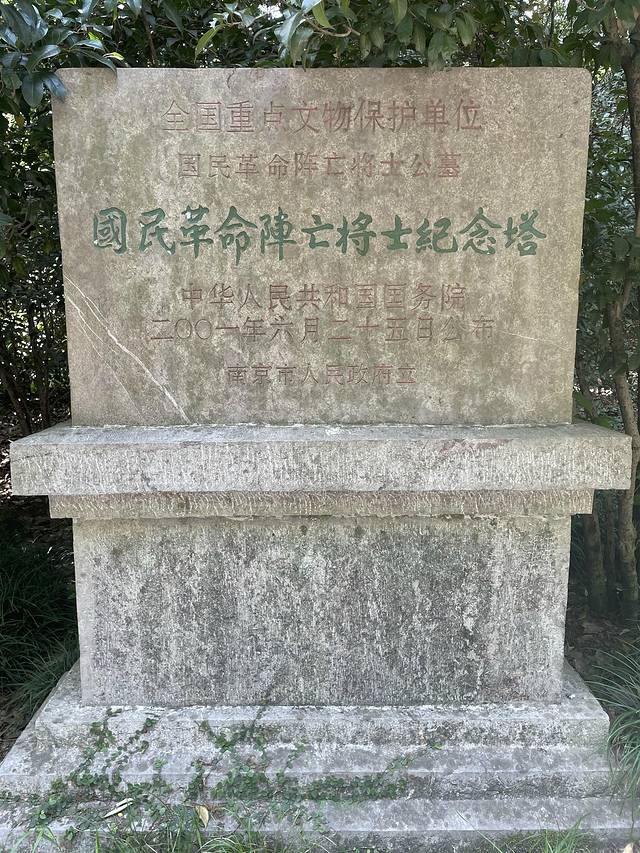 全国重点文物保护单位
国民革命阵亡将士公墓
國民革命陣亡将士紀念塔
中华人民共和国国务院
二〇〇一年六月二十五日公布
南京市人民政府立